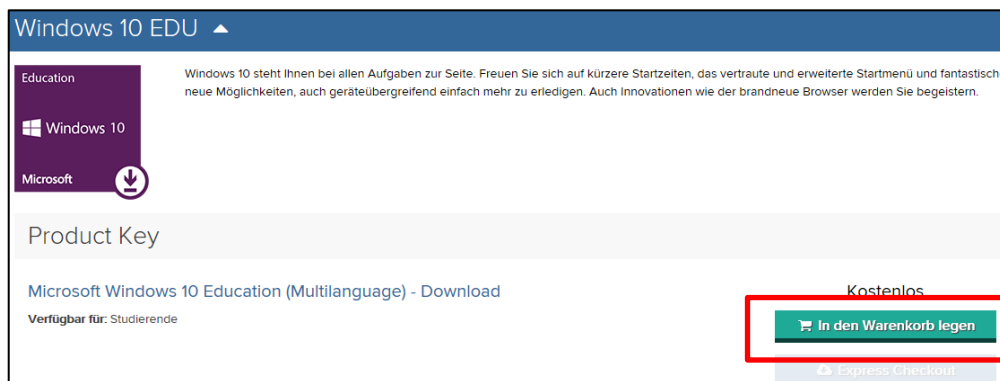 Windows 10 EDU
Education
Windows 10
Microsoft
Windows 10 steht Ihnen bei allen Aufgaben zur Seite. Freuen Sie sich auf kürzere Startzeiten, das vertraute und erweiterte Startmenü und fantastische
neue Möglichkeiten, auch geräteübergreifend einfach mehr zu erledigen. Auch Innovationen wie der brandneue Browser werden Sie begeistern.
Product Key
Microsoft Windows 10 Education (Multilanguage) - Download
Kostenlos
Verfügbar für: Studierende
In den Warenkorb legen
Express Checkout